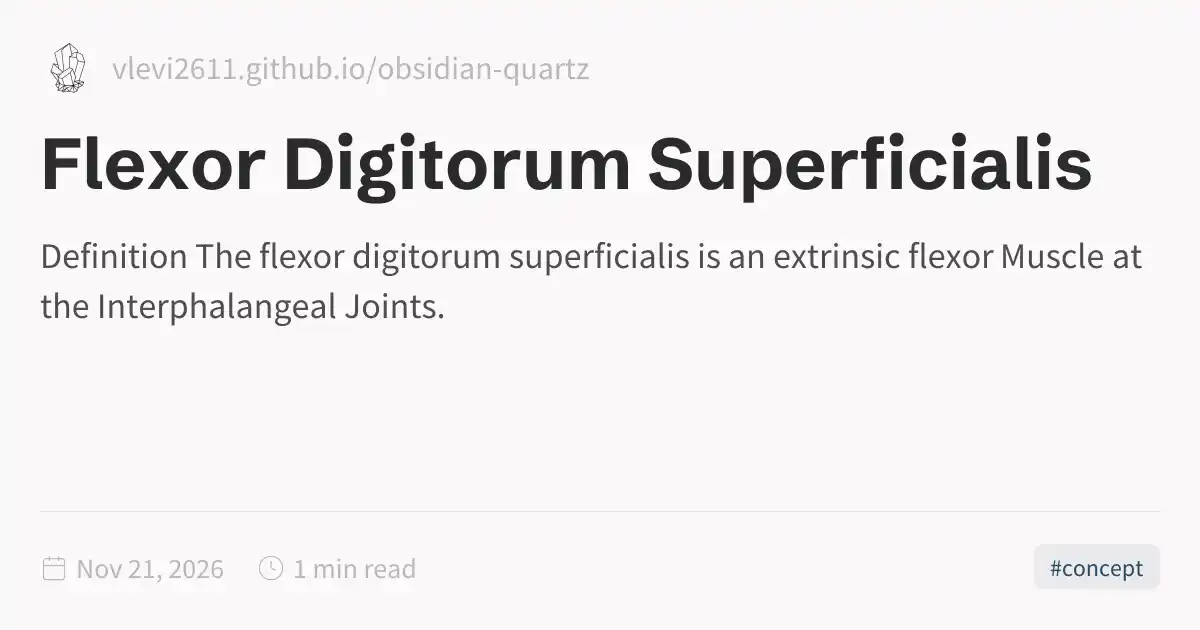 vlevi2611.github.io/obsidian-quartz
Flexor Digitorum Superficialis
Definition The flexor digitorum superficialis is an extrinsic flexor Muscle at
the Interphalangeal Joints.
Nov 21, 2026 1 min read #concept